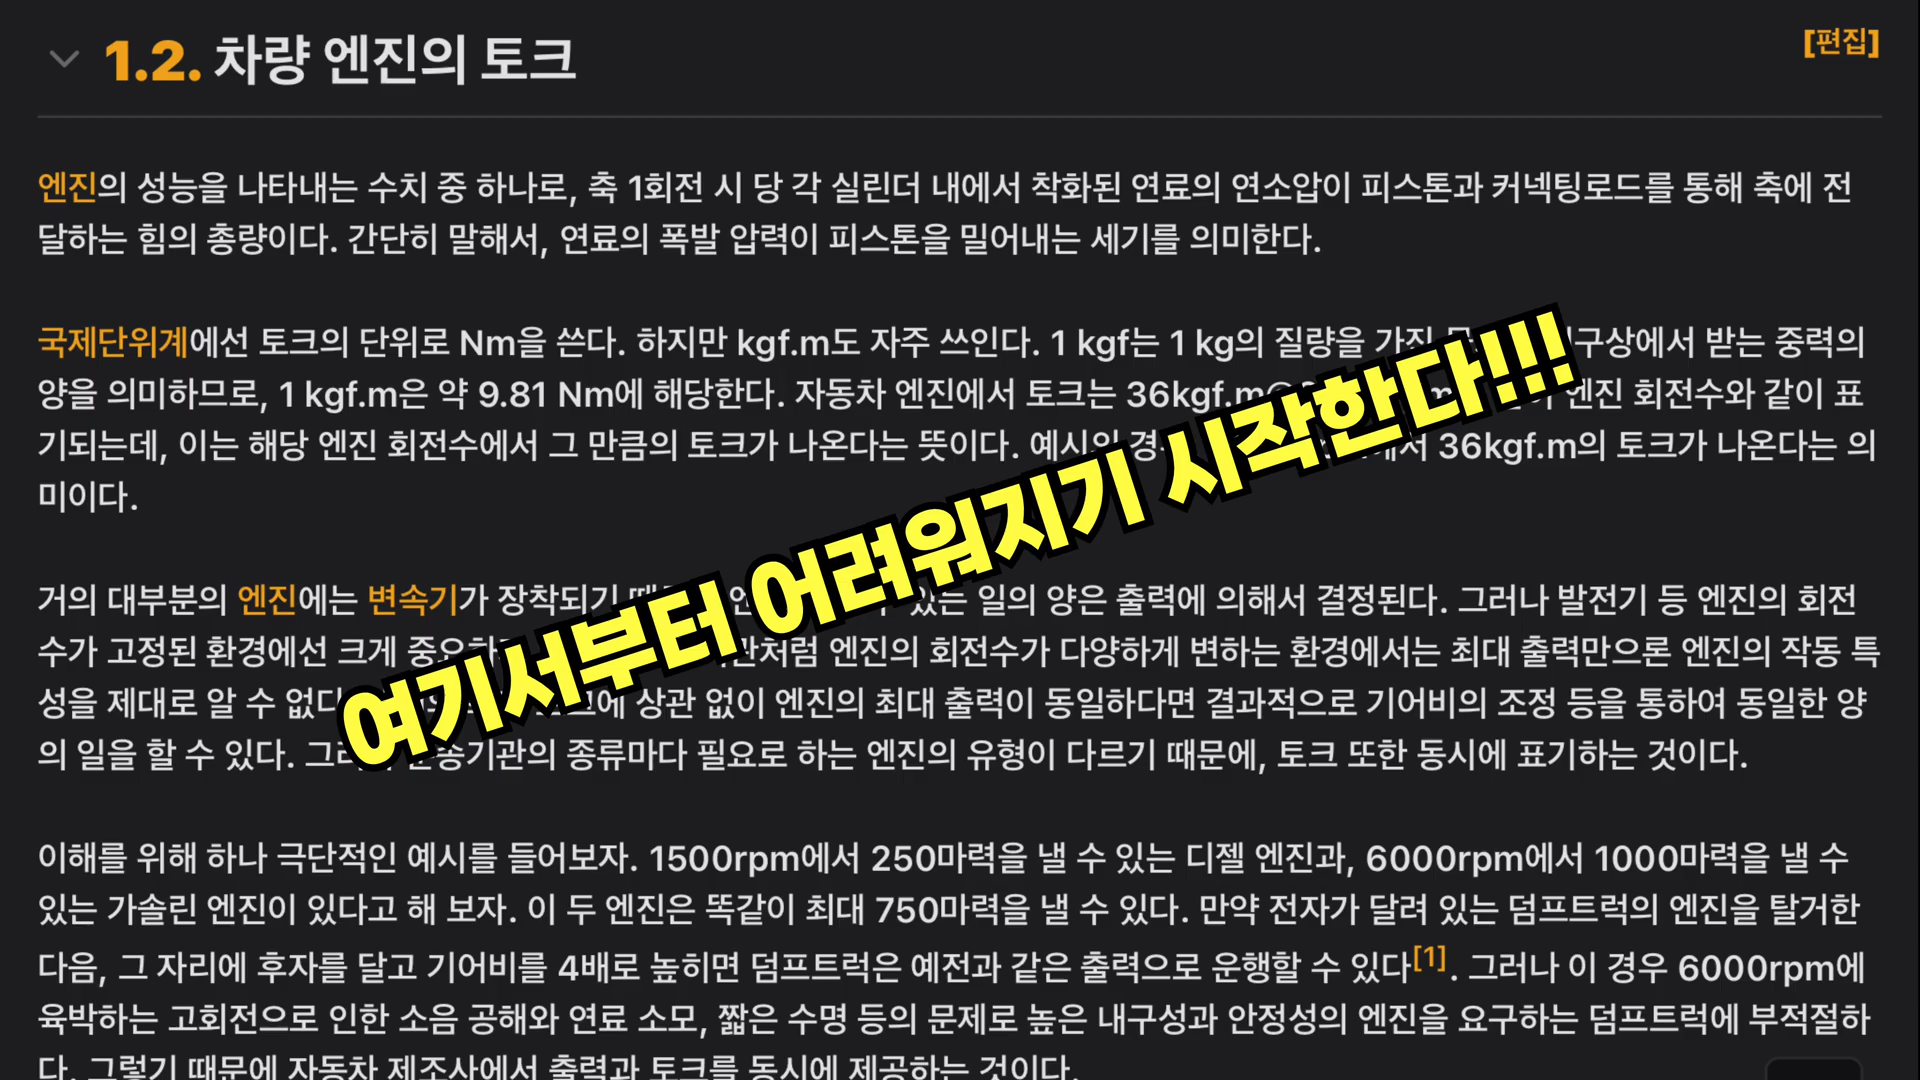 1.2. 차량 엔진의 토크
[편집]
엔진의 성능을 나타내는 수치 중 하나로, 축 1회전 시 당 각 실린더 내에서 착화된 연료의 연소압이 피스톤과 커넥팅로드를 통해 축에 전
달하는 힘의 총량이다. 간단히 말해서, 연료의 폭발 압력이 피스톤을 밀어내는 세기를 의미한다.
국제단위계에선 토크의 단위로 Nm을 쓴다. 하지만 kgf.m도 자주 쓰인다. 1 kgf는 1 kg의 질량을 가진 지구상에서 받는 중력의
양을 의미하므로, 1 kgf.m은 약 9.81 Nm에 해당한다. 자동차 엔진에서 토크는 엔진 회전수와 같이 표
기되는데, 이는 해당 엔진 회전수에서 그 만큼의 토크가 나온다는 뜻이다. 예시의 36kgf.m의 토크가 나온다는 의
미이다.
거의 대부분의 엔진에는 변속기가 장착되기 있는 일의 양은 출력에 의해서 결정된다. 그러나 발전기 등 엔진의 회전
수가 고정된 환경에선 크게 엔진의 회전수가 다양하게 변하는 환경에서는 최대 출력만으론 엔진의 작동 특
성을 제대로 알 수 없다 상관 없이 엔진의 최대 출력이 동일하다면 결과적으로 기어비의 조정 등을 통하여 동일한 양
의 일을 할 수 있다. 종류마다 필요로 하는 엔진의 유형이 다르기 때문에, 토크 또한 동시에 표기하는 것이다.
여기서부터 어려워지기 시작한다!!!
이해를 위해 하나 극단적인 예시를 들어보자. 1500rpm에서 250마력을 낼 수 있는 디젤 엔진과, 6000rpm에서 1000마력을 낼 수
있는 가솔린 엔진이 있다고 해 보자. 이 두 엔진은 똑같이 최대 750마력을 낼 수 있다. 만약 전자가 달려 있는 덤프트럭의 엔진을 탈거한
다음, 그 자리에 후자를 달고 기어비를 4배로 높히면 덤프트럭은 예전과 같은 출력으로 운행할 수 있다[1]. 그러나 이 경우 6000rpm에
육박하는 고회전으로 인한 소음 공해와 연료 소모, 짧은 수명 등의 문제로 높은 내구성과 안정성의 엔진을 요구하는 덤프트럭에 부적절하
다. 그렇기 때문에 자동차 제조사에서 출력과 토크를 동시에 제공하는 것이다.